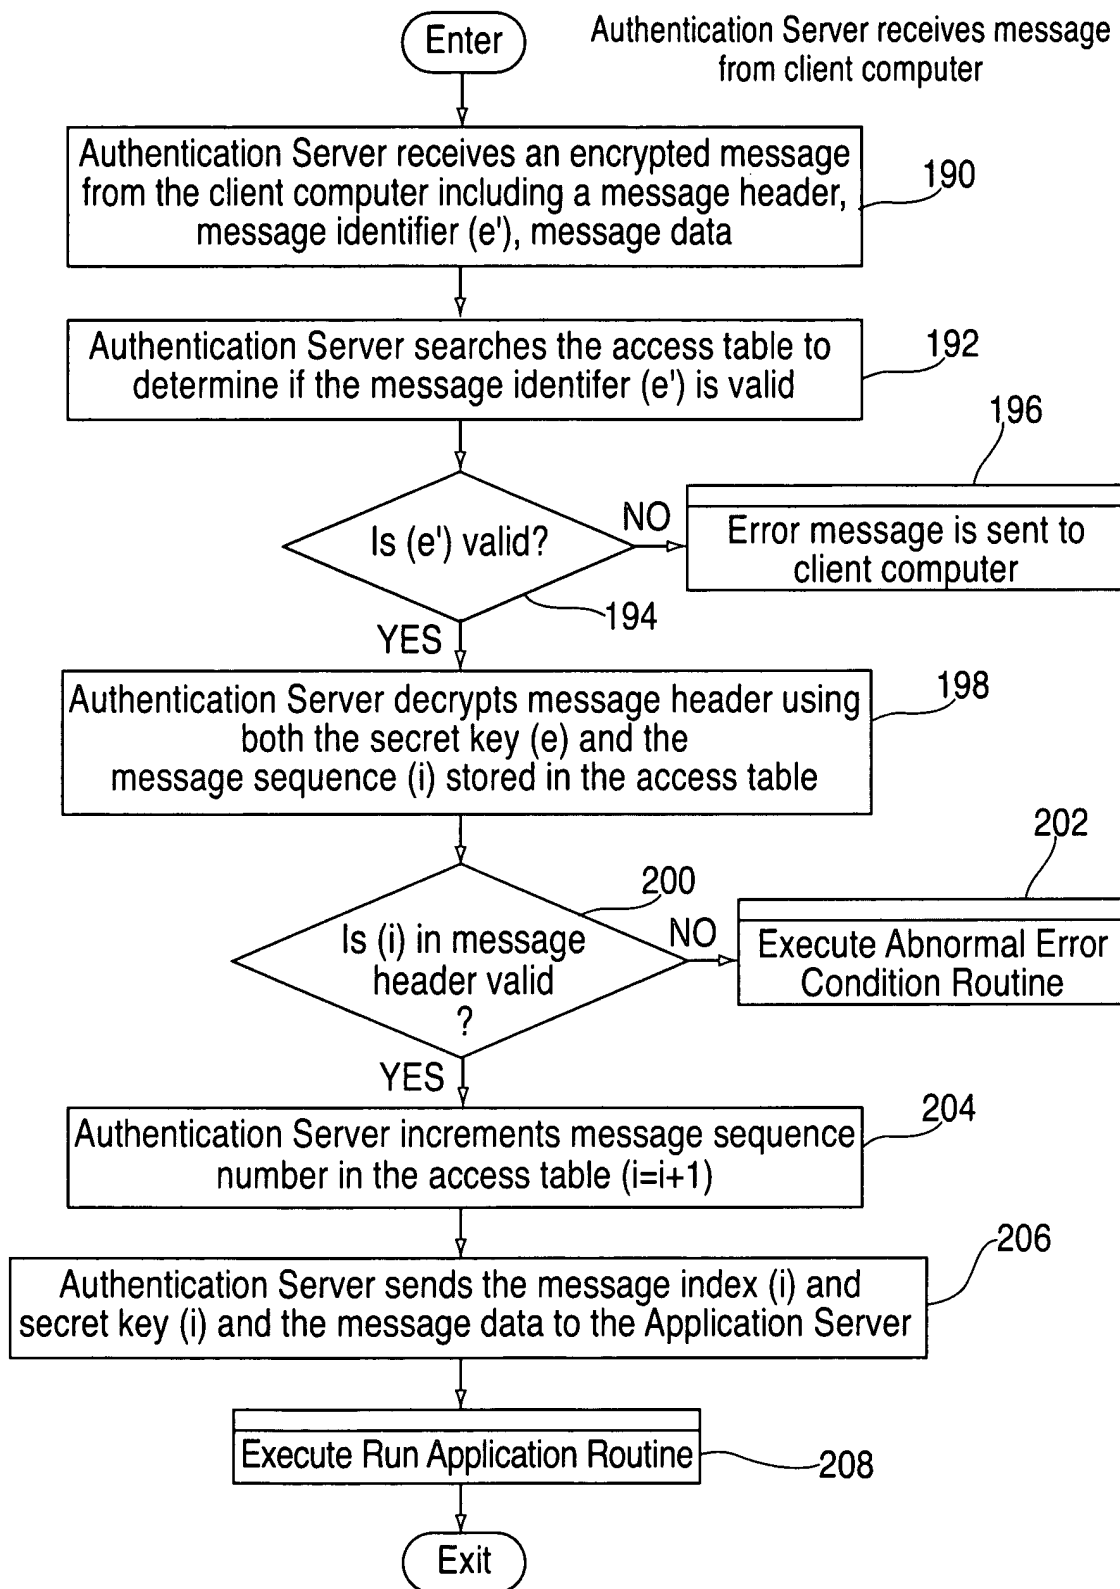 Enter
Authentication Server receives message
from client computer
Authentication Server receives an encrypted message
from the client computer including a message header,
message identifier (e'), message data
190
Authentication Server searches the access table to
determine if the message identifer (e') is valid
192
196
Is (e') valid?
NO
Error message is sent to
client computer
194
YES
Authentication Server decrypts message header using
both the secret key (e) and the
message sequence (i) stored in the access table
198
202
200
Is (i) in message
header valid
?
NO
Execute Abnormal Error
Condition Routine
YES
Authentication Server increments message sequence
number in the access table (i=i+1)
204
206
Authentication Server sends the message index (i) and
secret key (i) and the message data to the Application Server
Execute Run Application Routine
208
Exit